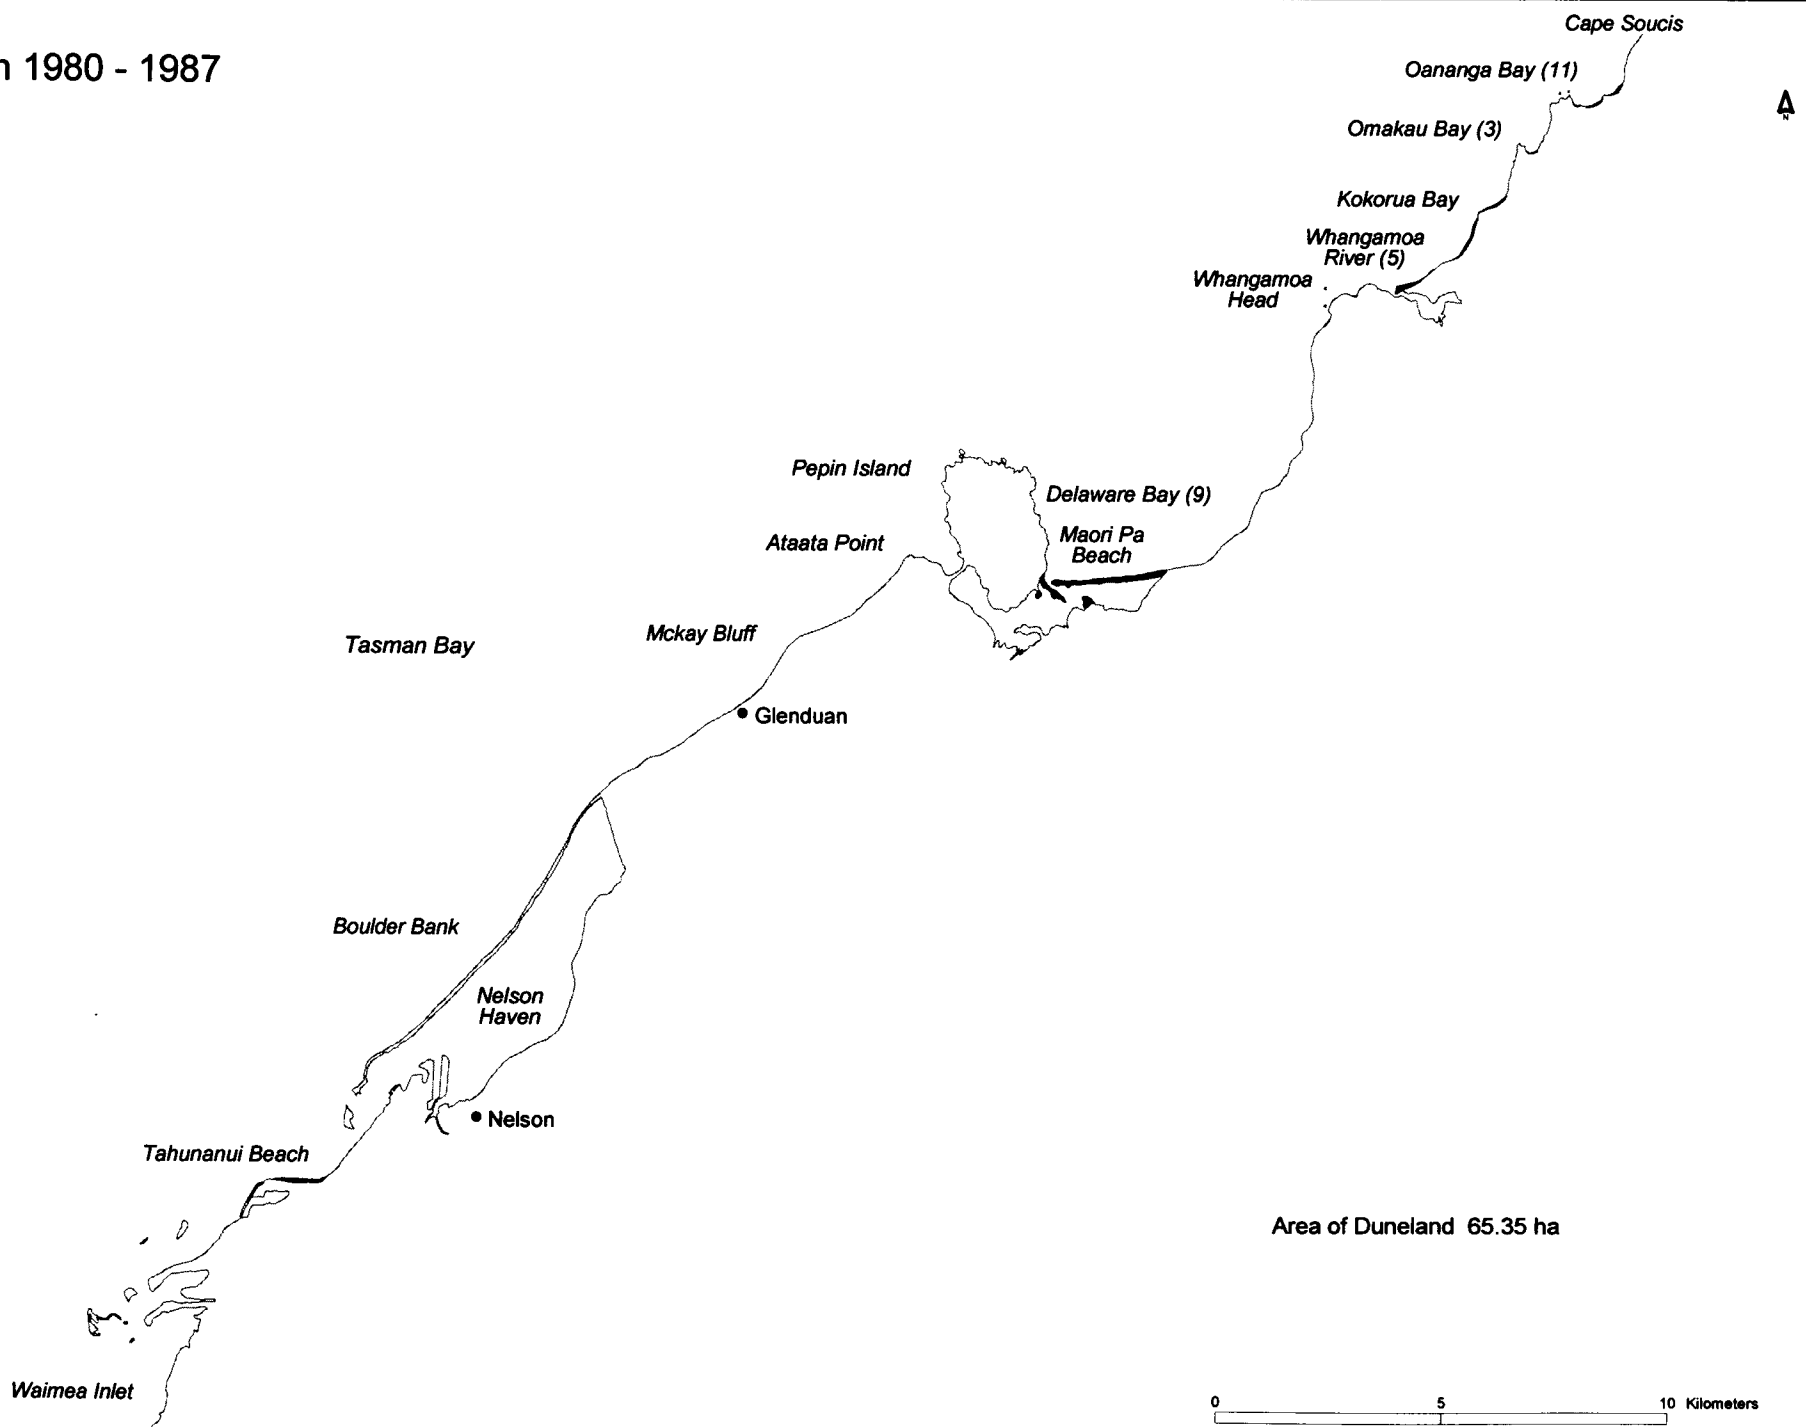 n 1980 - 1987
Cape Soucis
Oananga Bay (11)
N
Omakau Bay (3)
Kokorua Bay
Whangamoa
River (5)
Whangamoa
Head
Pepin Island
Delaware Bay (9)
Maori Pa
Beach
Ataata Point
Mckay Bluff
Tasman Bay
Glenduan
Boulder Bank
Nelson
Haven
Nelson
Tahunanui Beach
Area of Duneland 65.35 ha
Waimea Inlet
0 5 10 Kilometers